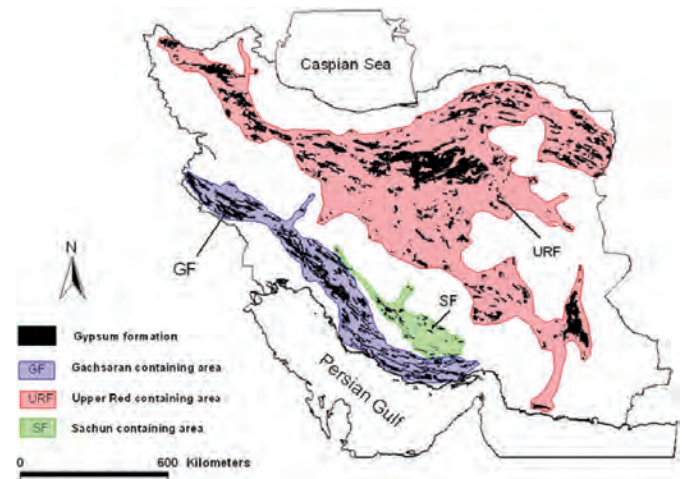 Caspian Sea
URF
GF
SF
N
Persian Gulf
Gypsum formation
GF Gachsaran containing area
URF Upper Red containing area
SF Sachun containing area
0 600 Kilometers